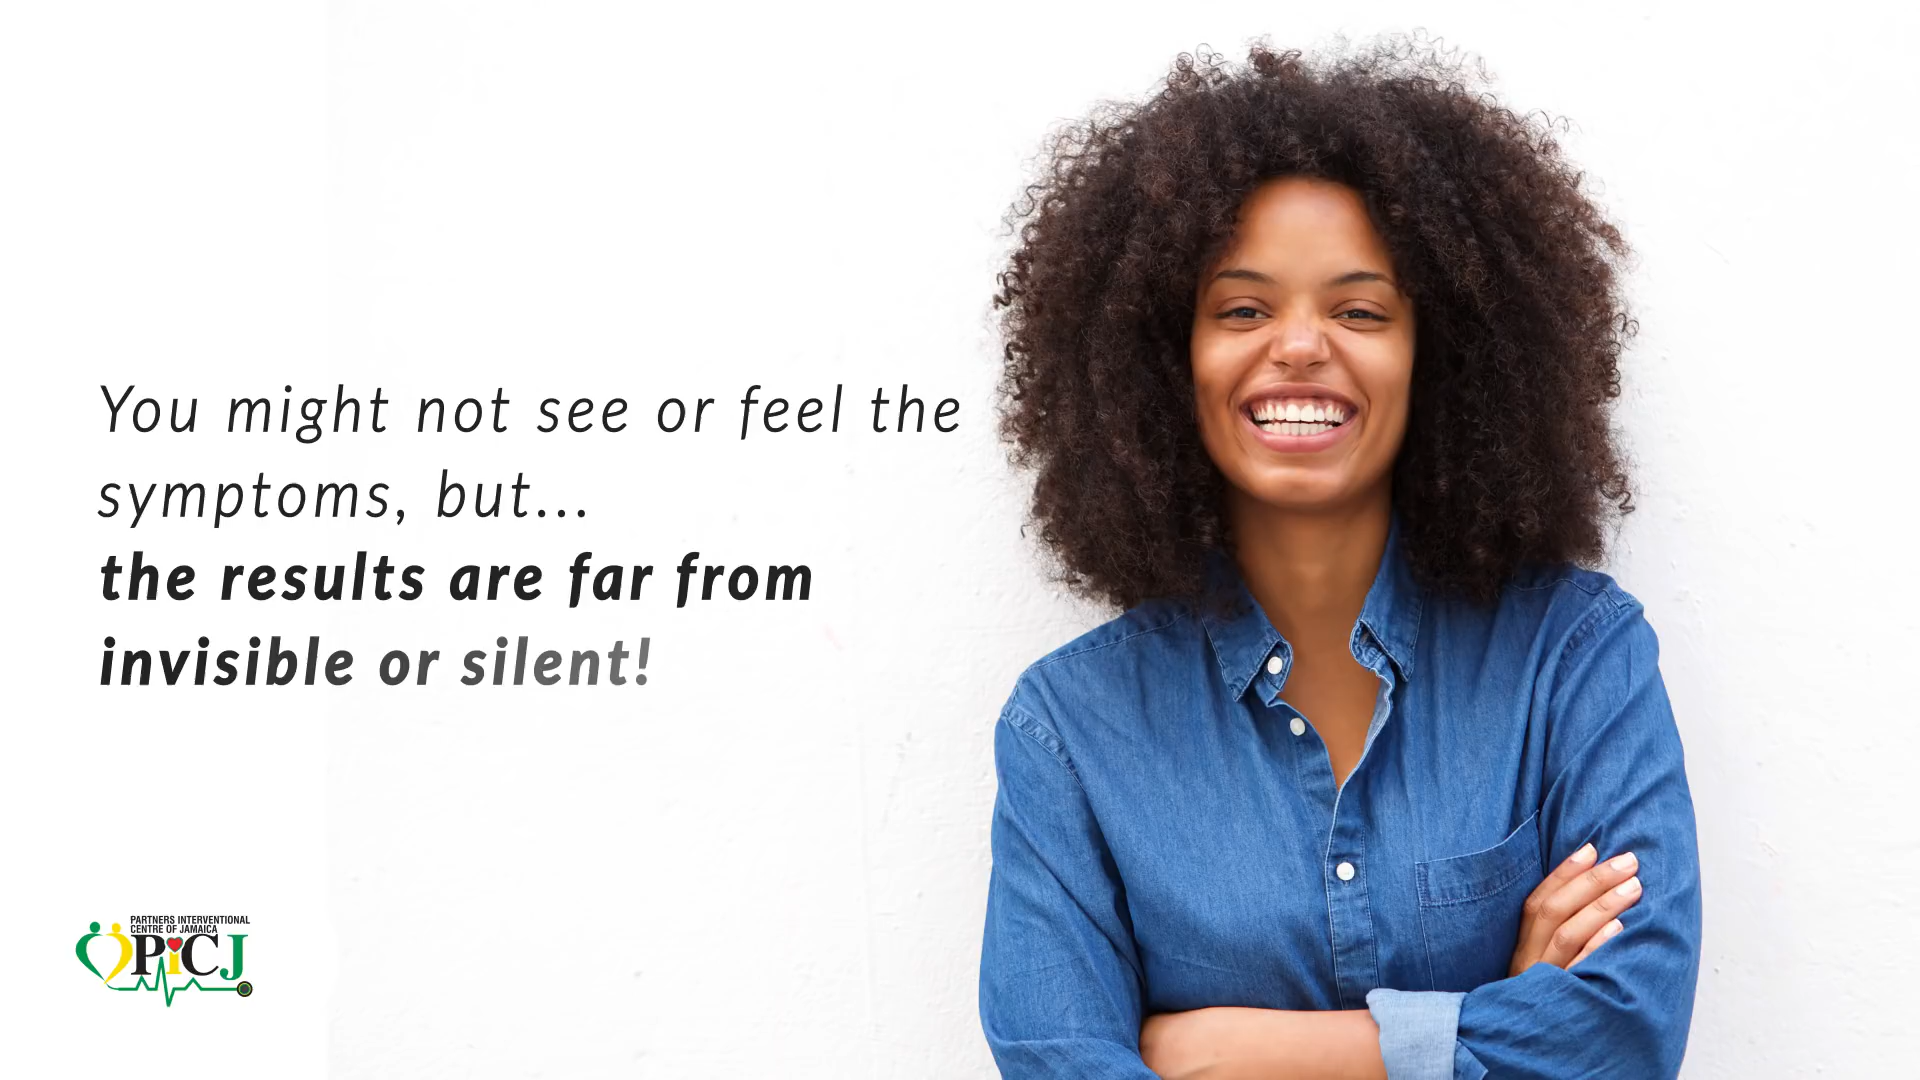 You might not see or feel the
symptoms, but...
the results are far from
invisible or silent!
PARTNERS INTERVENTIONAL
CENTRE OF JAMAICA
PiCJ